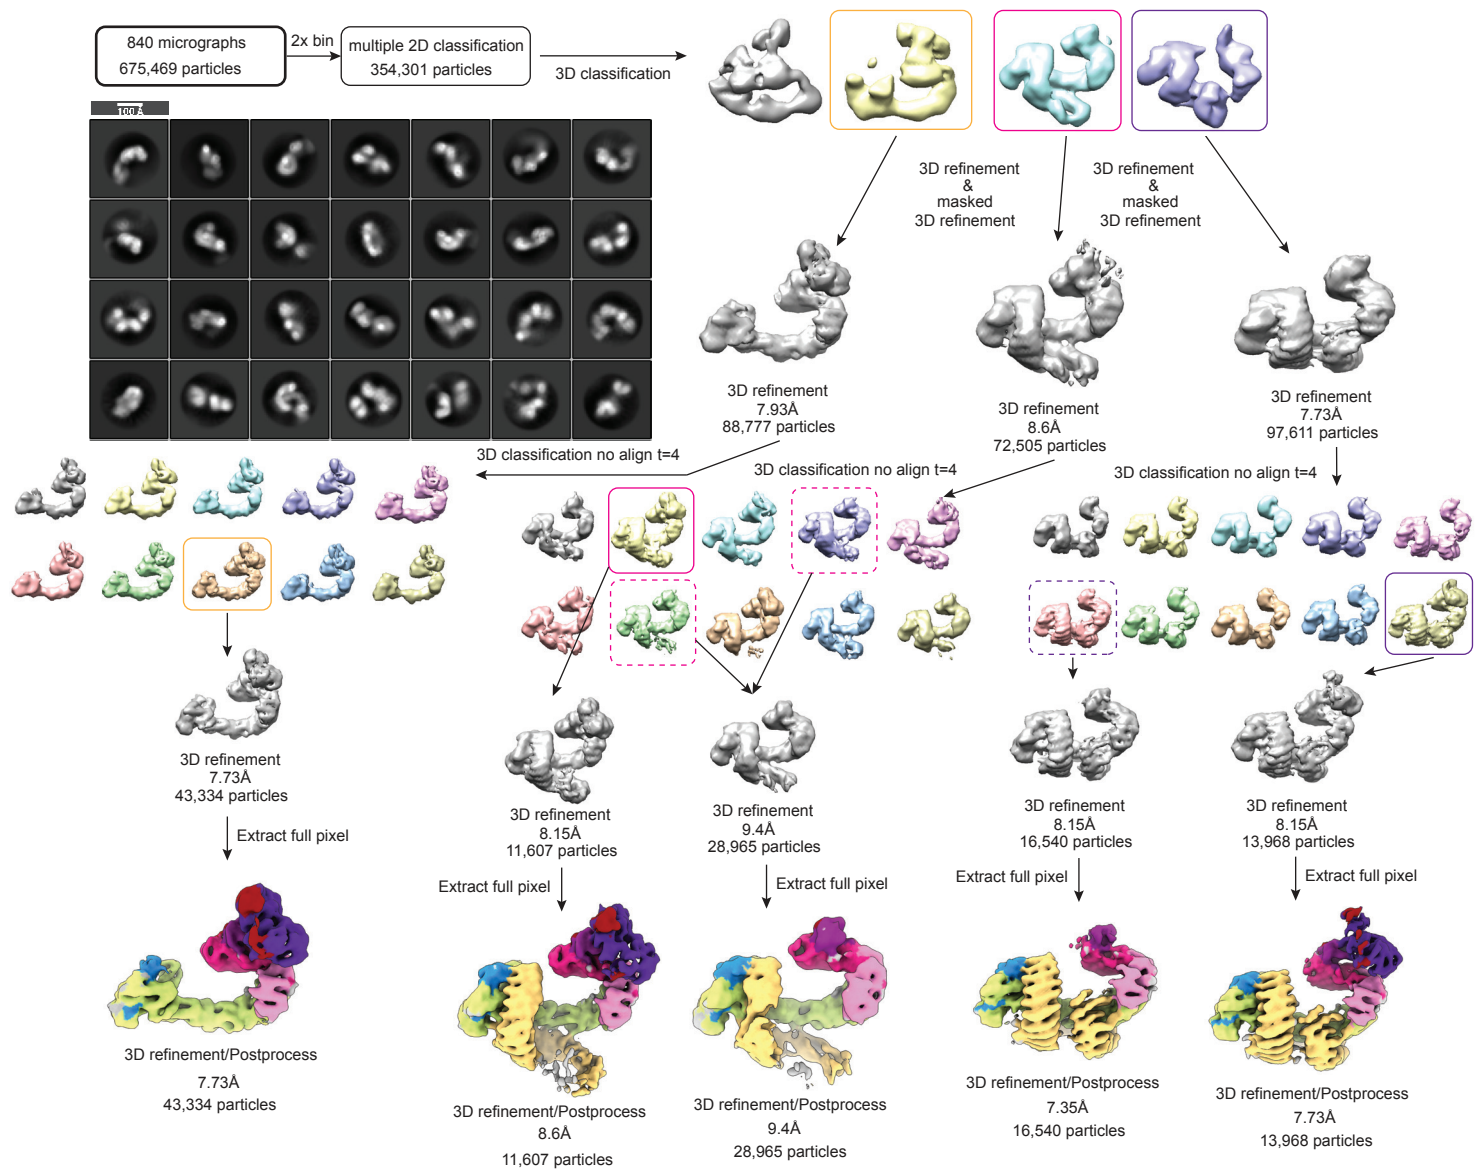 840 micrographs
675,469 particles
2x bin
multiple 2D classification
354,301 particles
3D classification
100 Å
3D refinement
&
masked
3D refinement
3D refinement
&
masked
3D refinement
3D refinement
7.93Å
88,777 particles
3D refinement
8.6Å
72,505 particles
3D refinement
7.73Å
97,611 particles
3D classification no align t=4
3D classification no align t=4
3D classification no align t=4
3D refinement
7.73Å
43,334 particles
3D refinement
8.15Å
11,607 particles
3D refinement
9.4Å
28,965 particles
3D refinement
8.15Å
16,540 particles
3D refinement
8.15Å
13,968 particles
Extract full pixel
Extract full pixel
Extract full pixel
Extract full pixel
Extract full pixel
3D refinement/Postprocess
7.73Å
43,334 particles
3D refinement/Postprocess
8.6Å
11,607 particles
3D refinement/Postprocess
9.4Å
28,965 particles
3D refinement/Postprocess
7.35Å
16,540 particles
3D refinement/Postprocess
7.73Å
13,968 particles